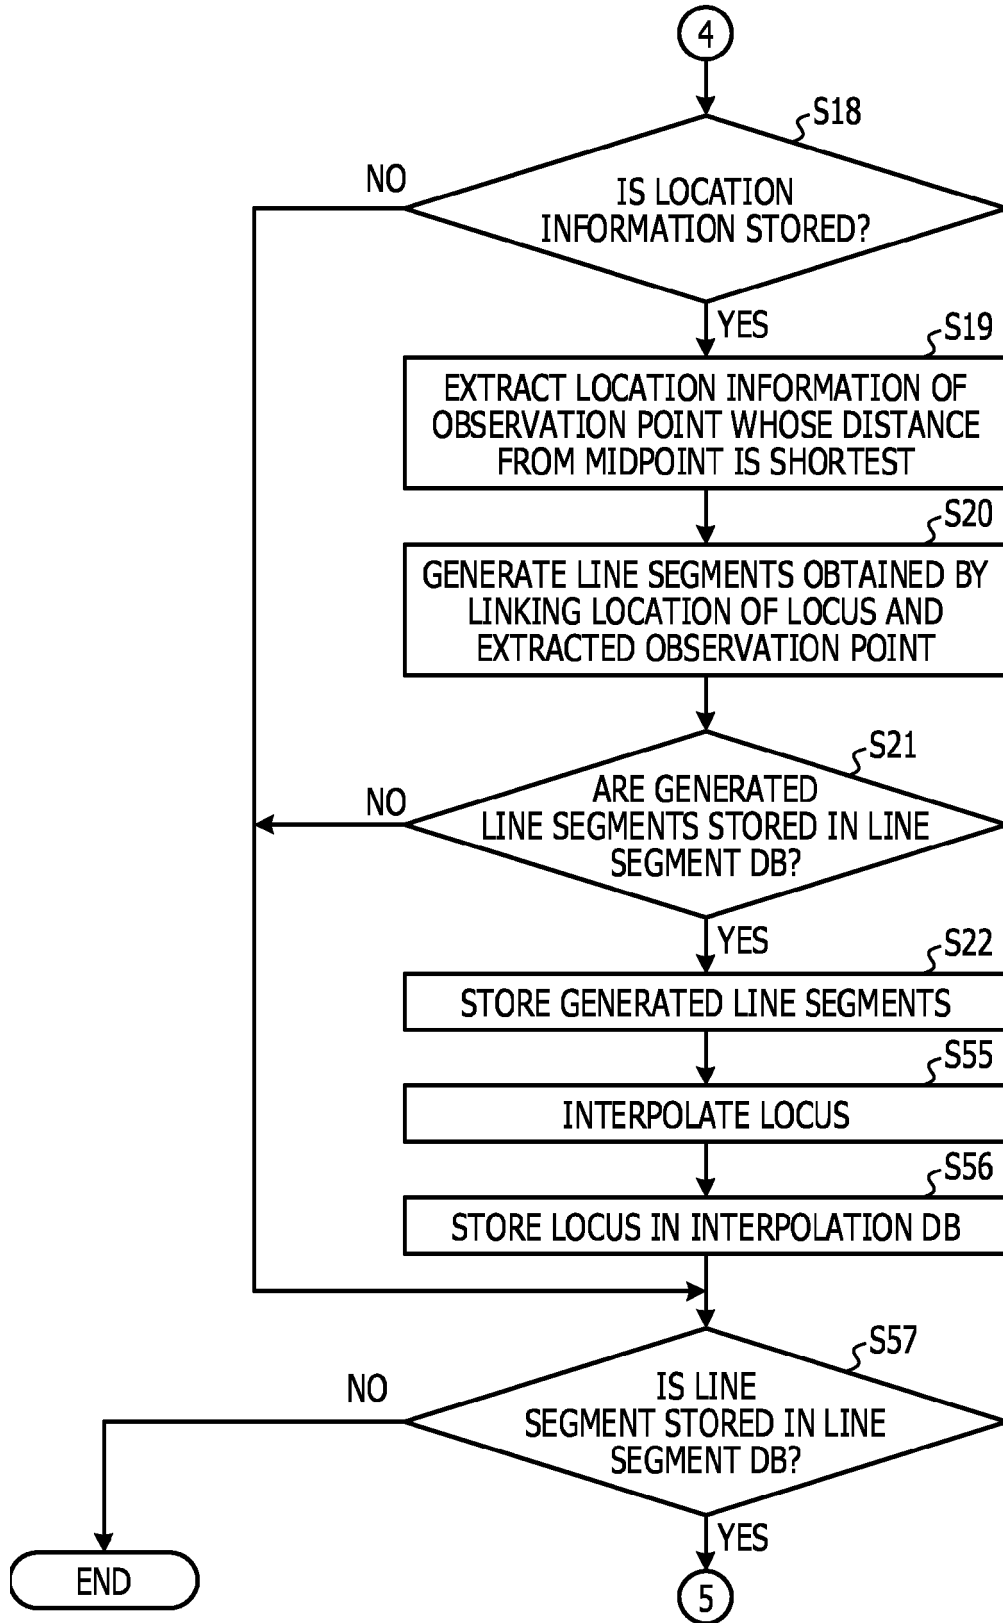 4
S18
NO
IS LOCATION
INFORMATION STORED?
YES
S19
EXTRACT LOCATION INFORMATION OF
OBSERVATION POINT WHOSE DISTANCE
FROM MIDPOINT IS SHORTEST
S20
GENERATE LINE SEGMENTS OBTAINED BY
LINKING LOCATION OF LOCUS AND
EXTRACTED OBSERVATION POINT
S21
NO
ARE GENERATED
LINE SEGMENTS STORED IN LINE
SEGMENT DB?
YES
S22
STORE GENERATED LINE SEGMENTS
S55
INTERPOLATE LOCUS
S56
STORE LOCUS IN INTERPOLATION DB
S57
NO
IS LINE
SEGMENT STORED IN LINE
SEGMENT DB?
YES
END
5